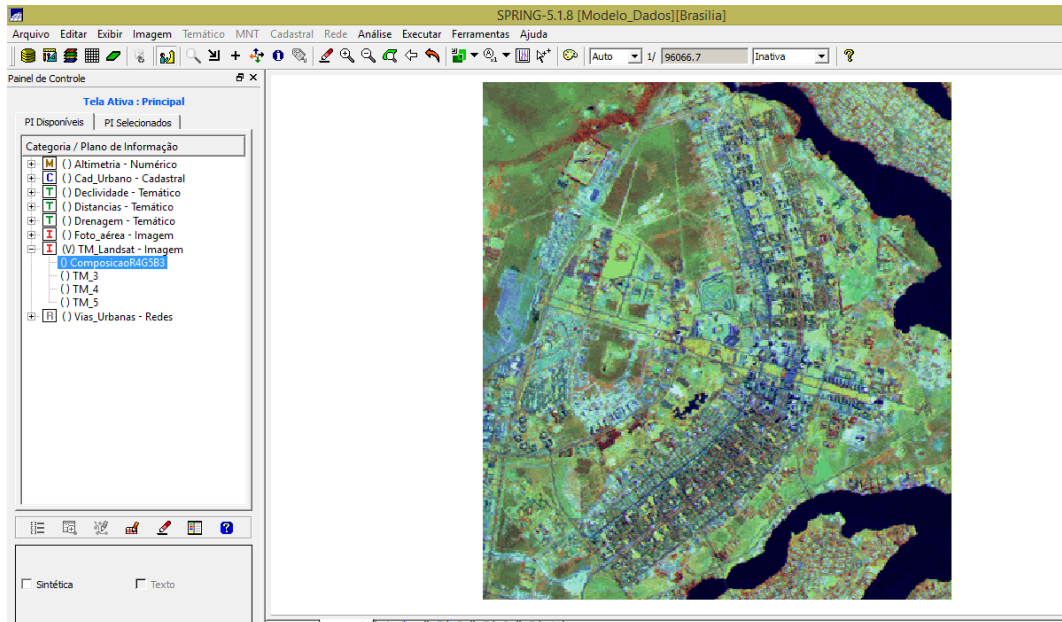 SPRING-5.1.8 [Modelo_Dados][Brasilia]
Arquivo Editar Exibir Imagem Temático MNT Cadastral Rede Análise Executar Ferramentas Ajuda
Auto 1/ 96066.7 Inativa
Painel de Controle
Tela Ativa : Principal
PI Disponíveis PI Selecionados
Categoria / Plano de Informação
M () Altimetria - Numérico
C () Cad_Urbano - Cadastral
T () Declividade - Temático
T () Distancias - Temático
T () Drenagem - Temático
I () Foto_aérea - Imagem
I (V) TM_Landsat - Imagem
() ComposicaoR4G5B3
() TM_3
() TM_4
() TM_5
R () Vias_Urbanas - Redes
Sintética Texto